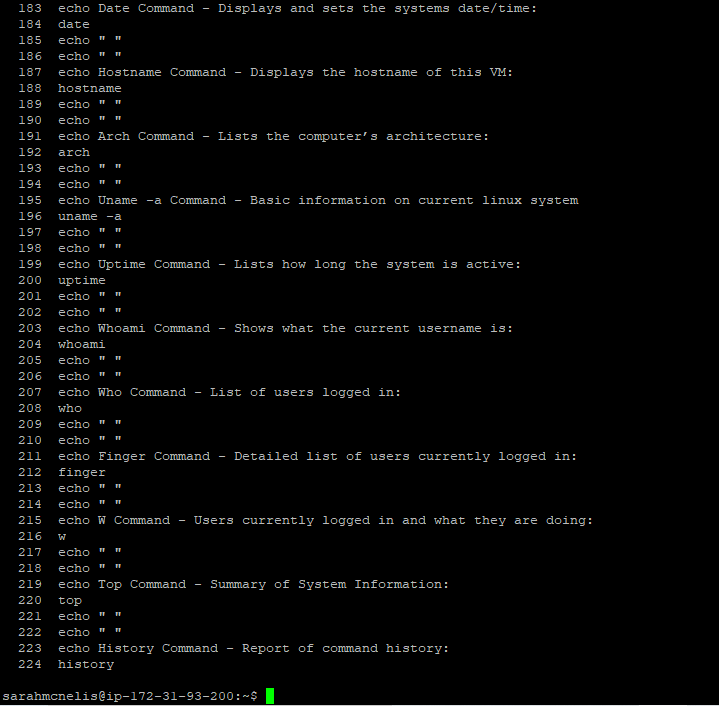 183 echo Date Command – Displays and sets the systems date/time:
184 date
185 echo " "
186 echo " "
187 echo Hostname Command – Displays the hostname of this VM:
188 hostname
189 echo " "
190 echo " "
191 echo Arch Command – Lists the computer’s architecture:
192 arch
193 echo " "
194 echo " "
195 echo Uname -a Command – Basic information on current linux system
196 uname -a
197 echo " "
198 echo " "
199 echo Uptime Command – Lists how long the system is active:
200 uptime
201 echo " "
202 echo " "
203 echo Whoami Command – Shows what the current username is:
204 whoami
205 echo " "
206 echo " "
207 echo Who Command – List of users logged in:
208 who
209 echo " "
210 echo " "
211 echo Finger Command – Detailed list of users currently logged in:
212 finger
213 echo " "
214 echo " "
215 echo W Command – Users currently logged in and what they are doing:
216 w
217 echo " "
218 echo " "
219 echo Top Command – Summary of System Information:
220 top
221 echo " "
222 echo " "
223 echo History Command – Report of command history:
224 history
sarahmcnelis@ip-172-31-93-200:~$